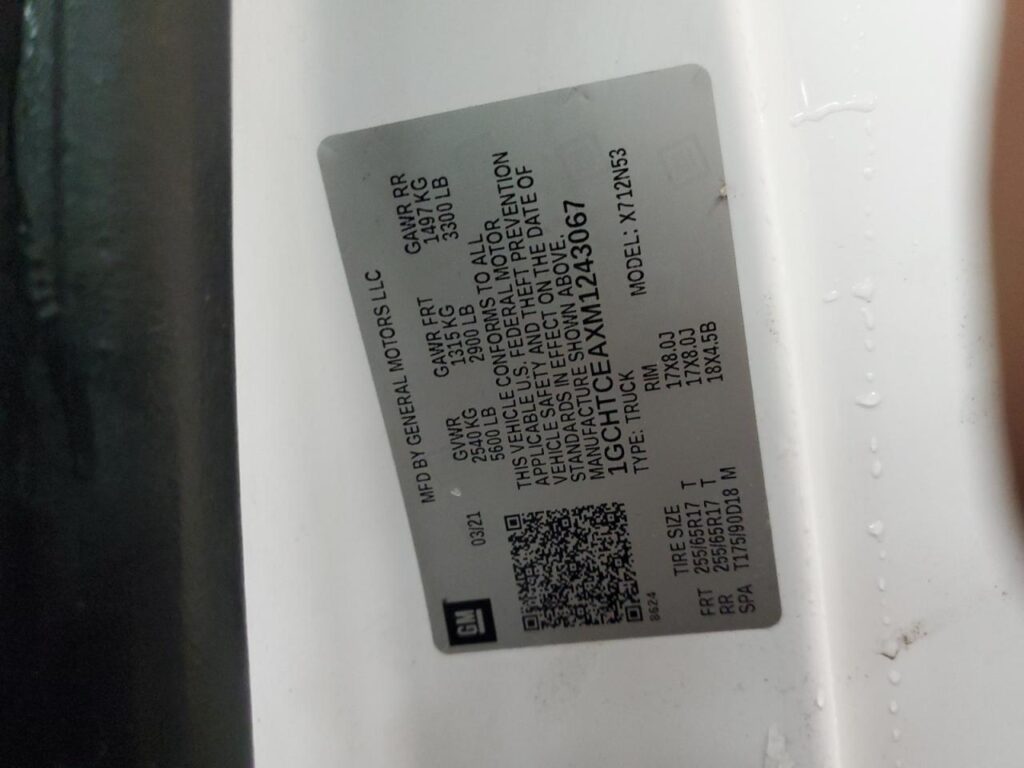 GM
MFD BY GENERAL MOTORS LLC
03/21
GVWR GAWR FRT GAWR RR
2540 KG 1315 KG 1497 KG
5600 LB 2900 LB 3300 LB
THIS VEHICLE CONFORMS TO ALL
APPLICABLE U.S. FEDERAL MOTOR
VEHICLE SAFETY AND THEFT PREVENTION
STANDARDS IN EFFECT ON THE DATE OF
MANUFACTURE SHOWN ABOVE.
1GCHTCEAXM1243067
TYPE: TRUCK MODEL: X712N53
8624
TIRE SIZE RIM
FRT 255/65R17 T 17X8.0J
RR 255/65R17 T 17X8.0J
SPA T175/90D18 M 18X4.5B